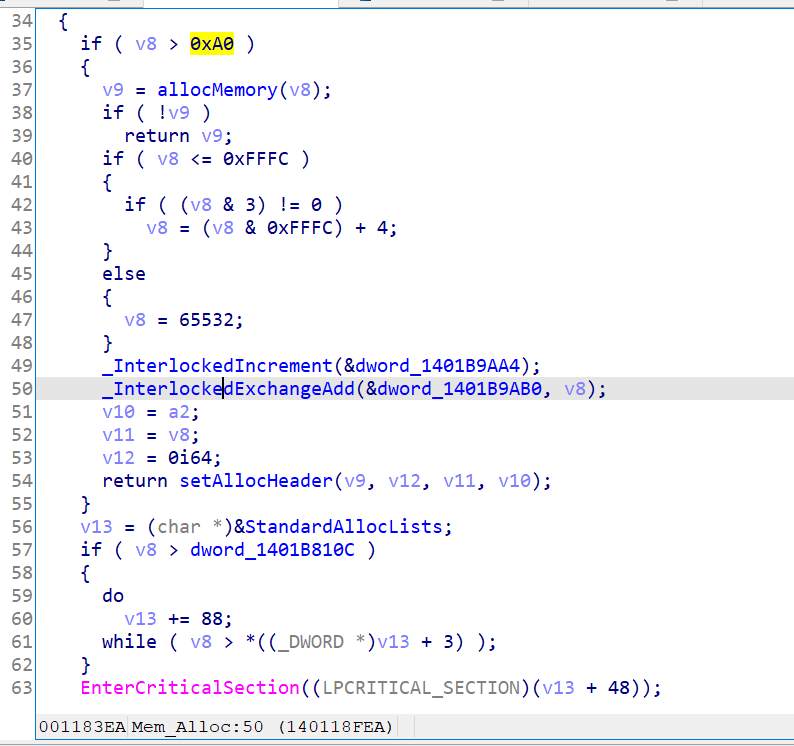 34 {
35 if ( v8 > 0xA0 )
36 {
37 v9 = allocMemory(v8);
38 if ( !v9 )
39 return v9;
40 if ( v8 <= 0xFFFC )
41 {
42 if ( (v8 & 3) != 0 )
43 v8 = (v8 & 0xFFFC) + 4;
44 }
45 else
46 {
47 v8 = 65532;
48 }
49 _InterlockedIncrement(&dword_1401B9AA4);
50 _InterlockedExchangeAdd(&dword_1401B9AB0, v8);
51 v10 = a2;
52 v11 = v8;
53 v12 = 0i64;
54 return setAllocHeader(v9, v12, v11, v10);
55 }
56 v13 = (char *)&StandardAllocLists;
57 if ( v8 > dword_1401B810C )
58 {
59 do
60 v13 += 88;
61 while ( v8 > *((_DWORD *)v13 + 3) );
62 }
63 EnterCriticalSection((LPCRITICAL_SECTION)(v13 + 48));
001183EA Mem_Alloc:50 (140118FEA)